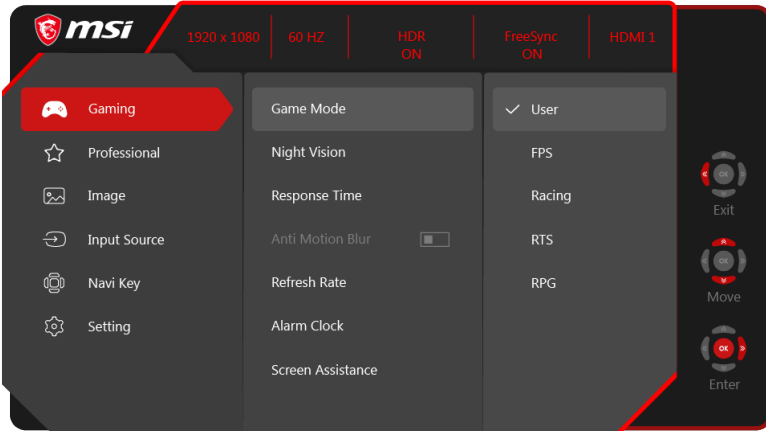 msi
1920 x 1080 60 HZ HDR ON FreeSync ON HDMI 1
Gaming
Professional
Image
Input Source
Navi Key
Setting
Game Mode
Night Vision
Response Time
Anti Motion Blur
Refresh Rate
Alarm Clock
Screen Assistance
User
FPS
Racing
RTS
RPG
OK
Exit
OK
Move
OK
Enter